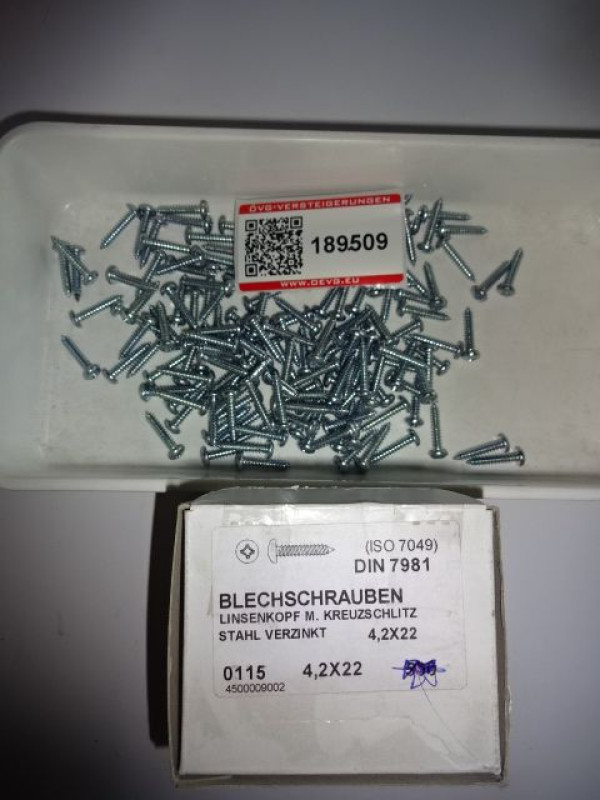 ÖVG-VERSTEIGERUNGEN
189509
WWW.OEVG.EU
(ISO 7049)
DIN 7981
BLECHSCHRAUBEN
LINSENKOPF M. KREUZSCHLITZ
STAHL VERZINKT 4,2X22
0115 4,2X22
4500009002